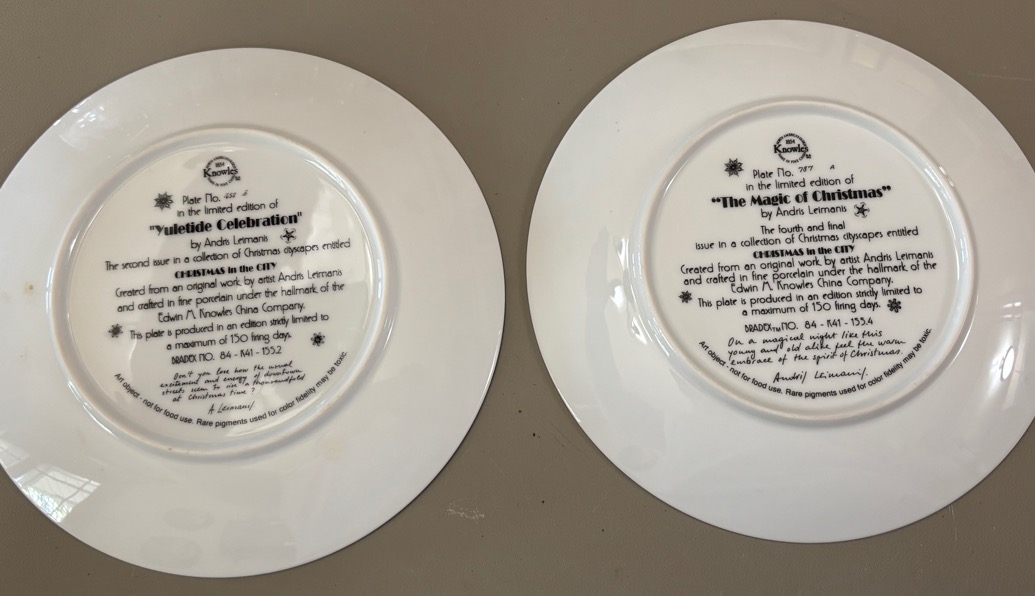 1854
Knowles
Plate No.
in the limited edition of
"Yuletide Celebration"
by Andris Leimanis
The second issue in a collection of Christmas cityscapes entitled
CHRISTMAS in the CITY
Created from an original work by artist Andris Leimanis
and crafted in fine porcelain under the hallmark of the
Edwin M. Knowles China Company.
This plate is produced in an edition strictly limited to
a maximum of 150 firing days.
BRADEX NO. 84 - K41 - 155.2
Don't you love how the usual
excitement and energy of downtown
streets seem to rise a thousandfold
at Christmas time?
A Leimanis
Art object - not for food use. Rare pigments used for color fidelity may be toxic.
1854
Knowles
Plate No. 787 A
in the limited edition of
"The Magic of Christmas"
by Andris Leimanis
The fourth and final
issue in a collection of Christmas cityscapes entitled
CHRISTMAS in the CITY
Created from an original work by artist Andris Leimanis
and crafted in fine porcelain under the hallmark of the
Edwin M. Knowles China Company.
This plate is produced in an edition strictly limited to
a maximum of 150 firing days.
BRADEX™ NO. 84 - K41 - 155.4
On a magical night like this
young and old alike feel the warm
embrace of the spirit of Christmas.
Andris Leimanis.
Art object - not for food use. Rare pigments used for color fidelity may be toxic.